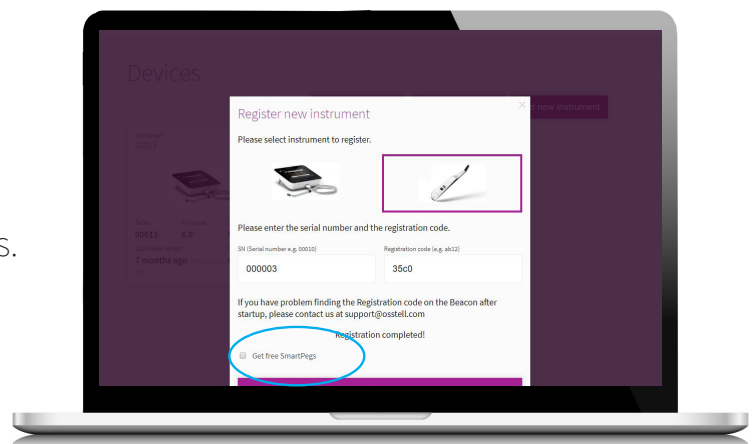 s.
Devices
Register new instrument
d new instrument
Please select instrument to register.
Please enter the serial number and the registration code.
SN (Serial number e.g. 00010)
Registration code (e.g. ab12)
000003
35c0
00013
6.0
7 months ago
If you have problem finding the Registration code on the Beacon after
startup, please contact us at support@osstell.com
Registration completed!
Get free SmartPegs